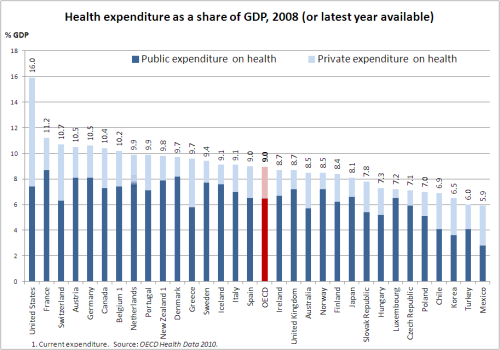 Health expenditure as a share of GDP, 2008 (or latest year available)
% GDP
Public expenditure on health
Private expenditure on health
18
16
14
12
10
8
6
4
2
0
16.0
11.2
10.7
10.5
10.5
10.4
10.2
9.9
9.9
9.8
9.7
9.7
9.4
9.1
9.1
9.0
9.0
8.7
8.7
8.5
8.5
8.4
8.1
7.8
7.3
7.2
7.1
7.0
6.9
6.5
6.0
5.9
United States
France
Switzerland
Austria
Germany
Canada
Belgium 1
Netherlands
Portugal
New Zealand 1
Denmark
Greece
Sweden
Iceland
Italy
Spain
OECD
Ireland
United Kingdom
Australia
Norway
Finland
Japan
Slovak Republic
Hungary
Luxembourg
Czech Republic
Poland
Chile
Korea
Turkey
Mexico
1. Current expenditure. Source: OECD Health Data 2010.